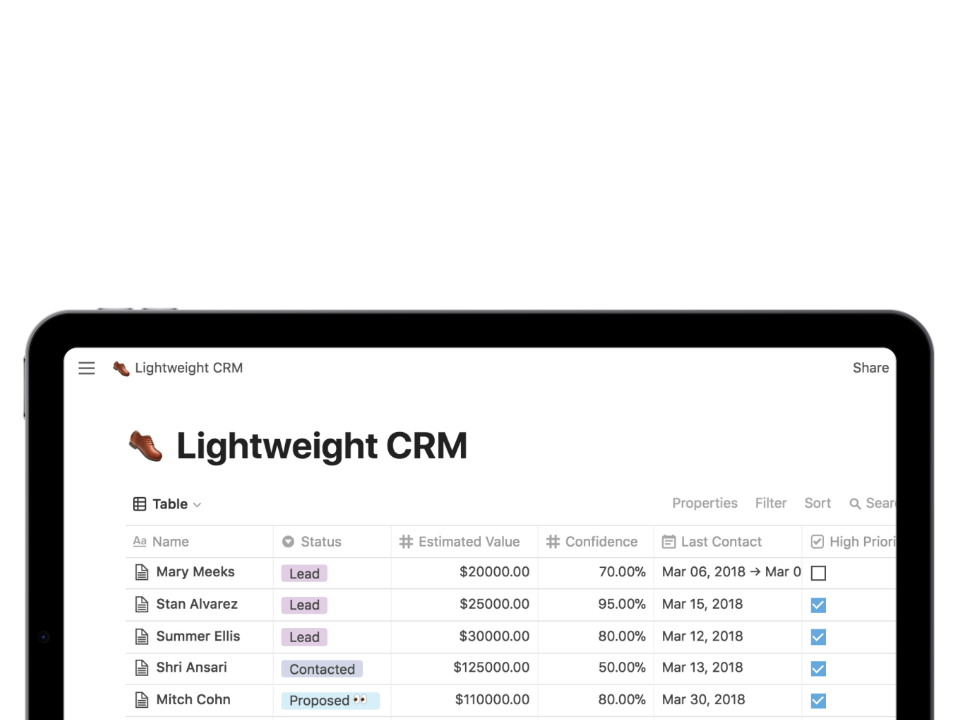 Lightweight CRM Share
Lightweight CRM
Table Properties Filter Sort Sear
Aa Name Status Estimated Value Confidence Last Contact High Priori
Mary Meeks Lead $20000.00 70.00% Mar 06, 2018 → Mar 0
Stan Alvarez Lead $25000.00 95.00% Mar 15, 2018
Summer Ellis Lead $30000.00 80.00% Mar 12, 2018
Shri Ansari Contacted $125000.00 50.00% Mar 13, 2018
Mitch Cohn Proposed 👀 $110000.00 80.00% Mar 30, 2018